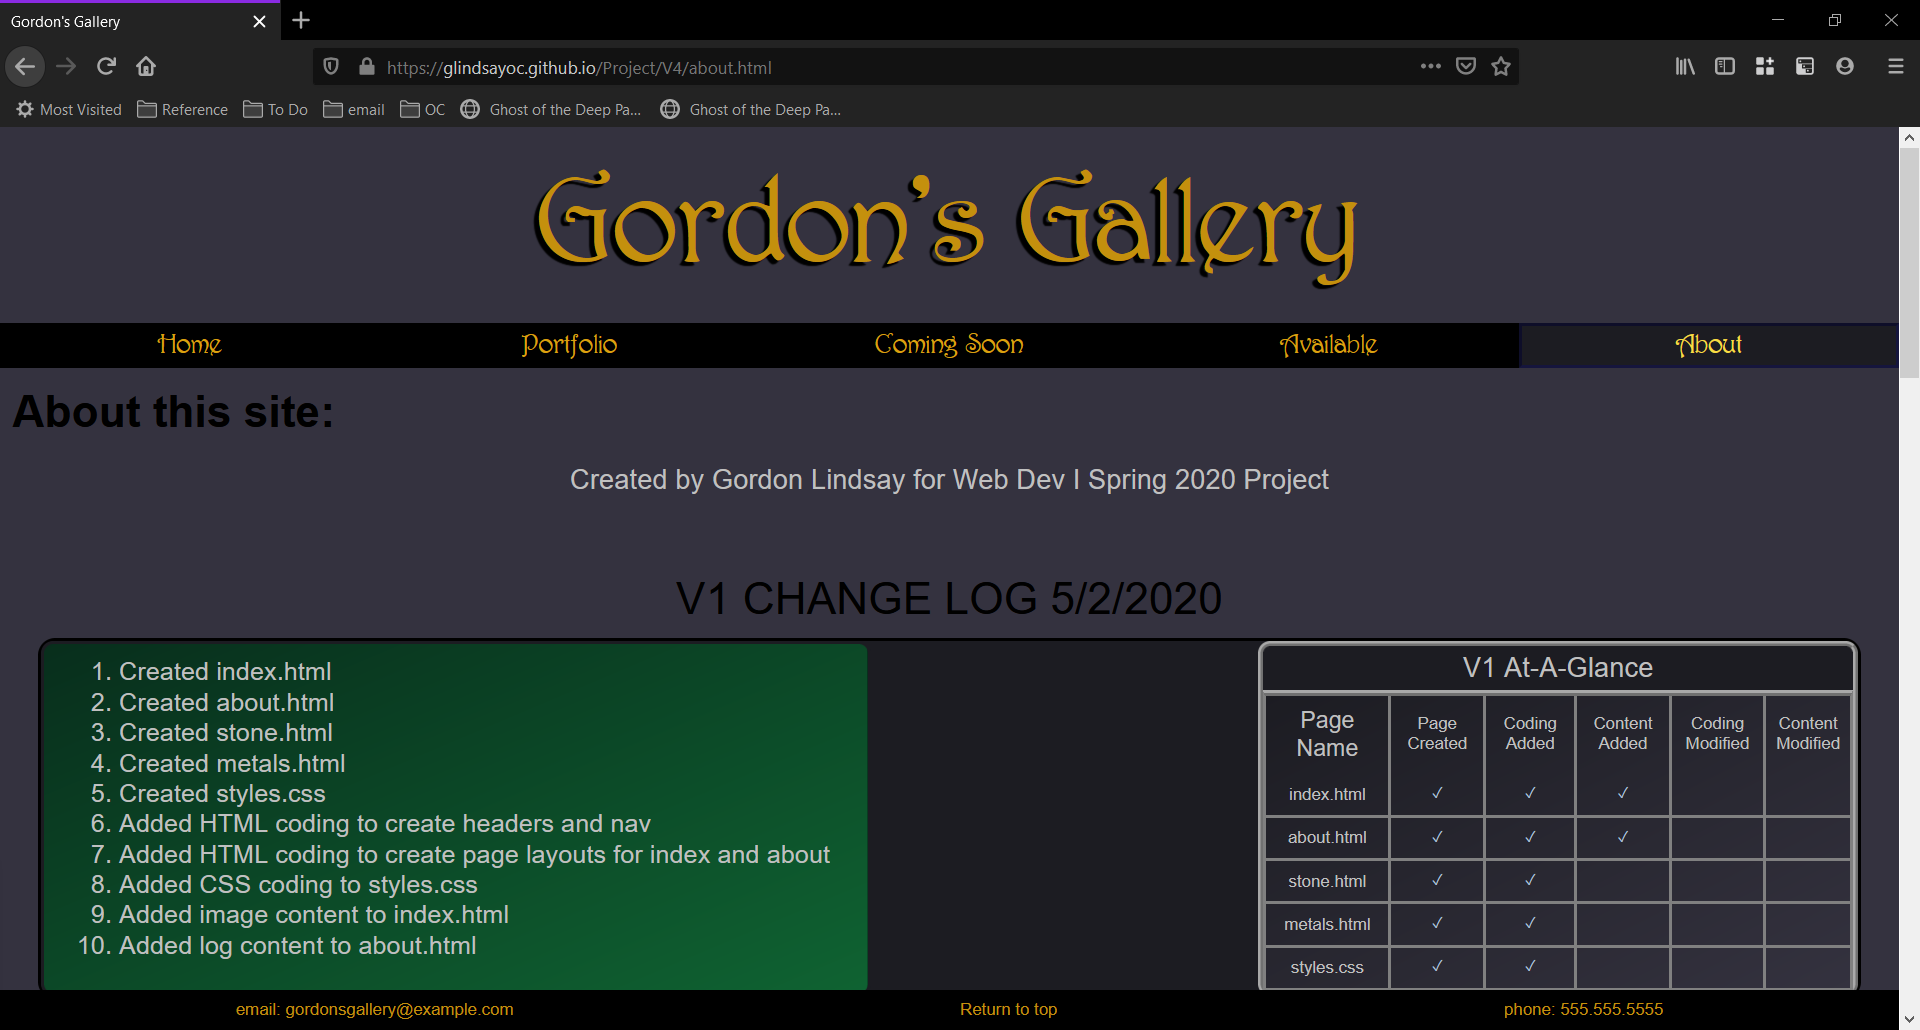 Gordon's Gallery
https://glindsayoc.github.io/Project/V4/about.html
Most Visited Reference To Do email OC Ghost of the Deep Pa... Ghost of the Deep Pa...
Gordon's Gallery
Home Portfolio Coming Soon Available About
About this site:
Created by Gordon Lindsay for Web Dev I Spring 2020 Project
V1 CHANGE LOG 5/2/2020
1. Created index.html
2. Created about.html
3. Created stone.html
4. Created metals.html
5. Created styles.css
6. Added HTML coding to create headers and nav
7. Added HTML coding to create page layouts for index and about
8. Added CSS coding to styles.css
9. Added image content to index.html
10. Added log content to about.html
V1 At-A-Glance
Page Name Page Created Coding Added Content Added Coding Modified Content Modified
index.html ✓ ✓ ✓
about.html ✓ ✓ ✓
stone.html ✓ ✓
metals.html ✓ ✓
styles.css ✓ ✓
email: gordonsgallery@example.com Return to top phone: 555.555.5555